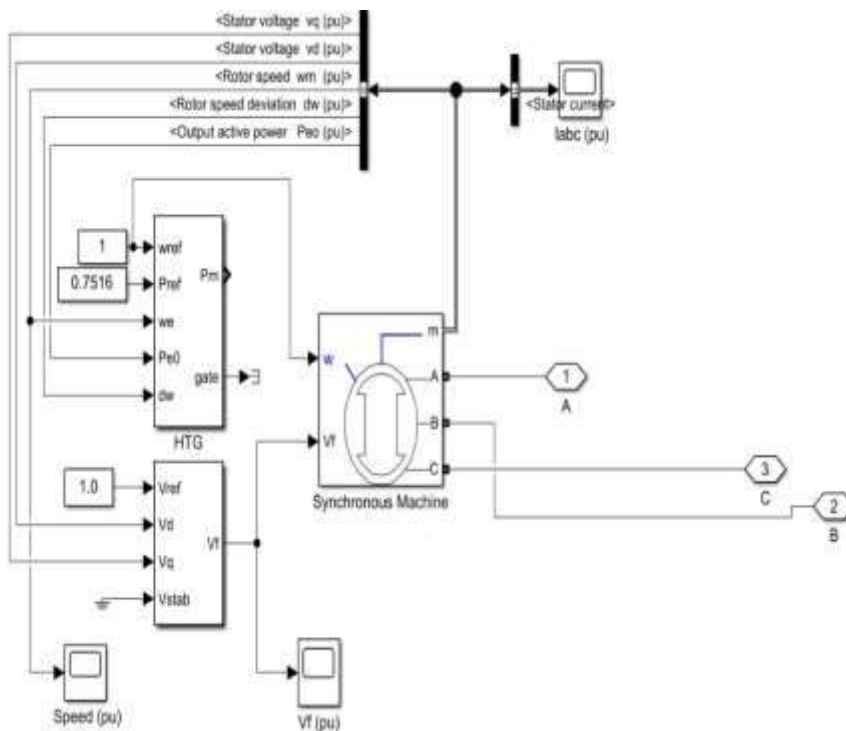 <Stator voltage vq (pu)>
<Stator voltage vd (pu)>
<Rotor speed wm (pu)>
<Rotor speed deviation dw (pu)>
<Output active power Peo (pu)>
<Stator current>
Iabc (pu)
1
wref
0.7516
Pref
Pm
we
Pe0
gate
dw
HTG
w
m
A
Vf
B
C
Synchronous Machine
1
A
3
C
2
B
1.0
Vref
Vd
Vf
Vq
Vstab
Speed (pu)
Vf (pu)